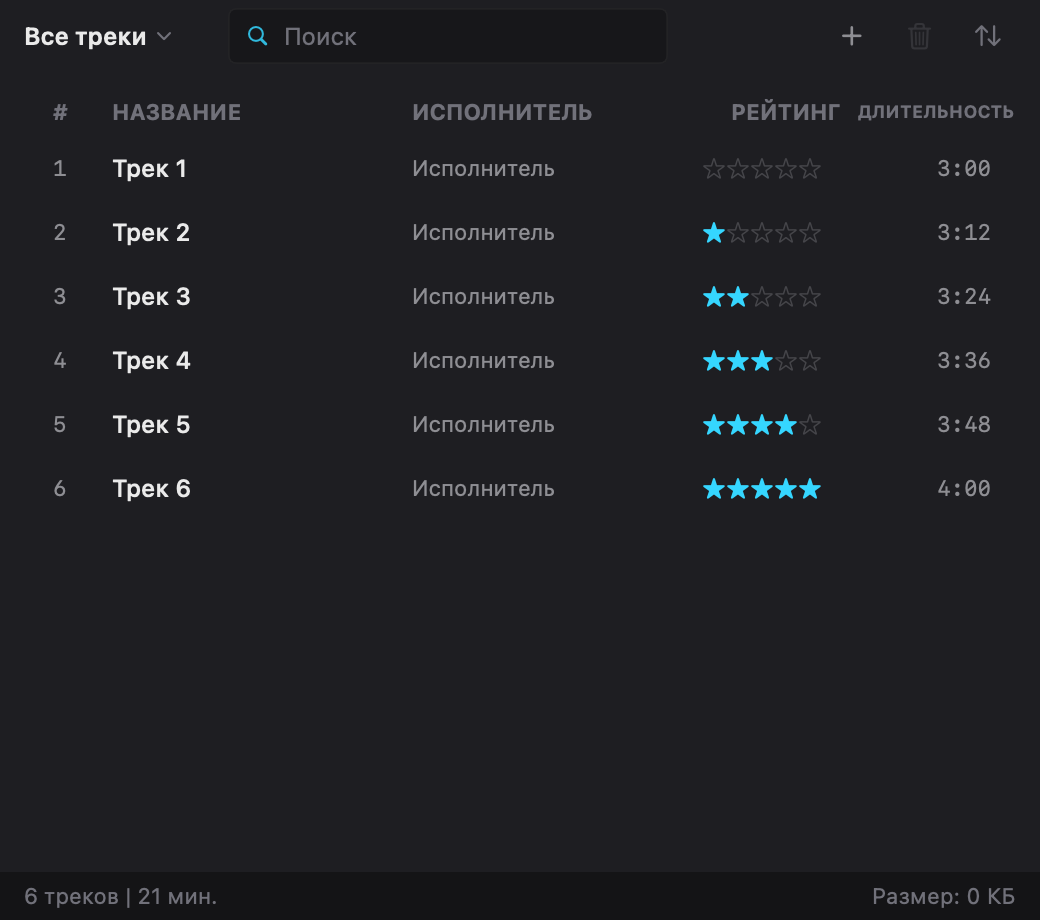 Все треки Поиск
# НАЗВАНИЕ ИСПОЛНИТЕЛЬ РЕЙТИНГ ДЛИТЕЛЬНОСТЬ
1 Трек 1 Исполнитель ☆☆☆☆☆ 3:00
2 Трек 2 Исполнитель ★☆☆☆☆ 3:12
3 Трек 3 Исполнитель ★★☆☆☆ 3:24
4 Трек 4 Исполнитель ★★★☆☆ 3:36
5 Трек 5 Исполнитель ★★★★☆ 3:48
6 Трек 6 Исполнитель ★★★★★ 4:00
6 треков | 21 мин. Размер: 0 КБ